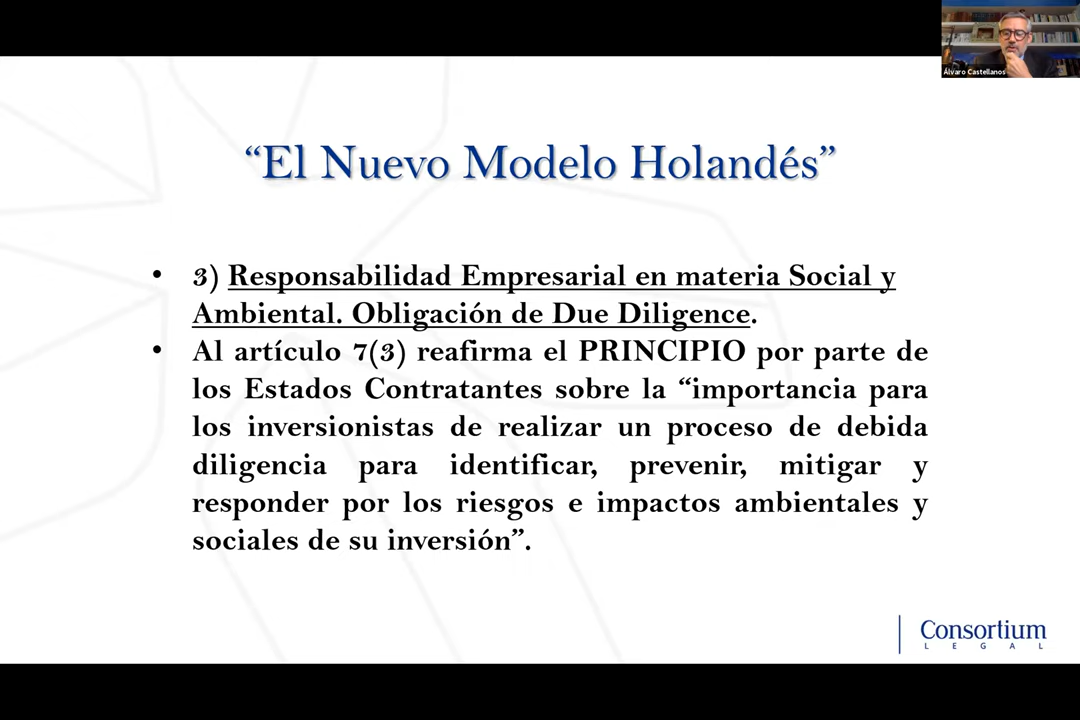 Álvaro Castellanos
“El Nuevo Modelo Holandés”
• 3) Responsabilidad Empresarial en materia Social y
Ambiental. Obligación de Due Diligence.
• Al artículo 7(3) reafirma el PRINCIPIO por parte de
los Estados Contratantes sobre la “importancia para
los inversionistas de realizar un proceso de debida
diligencia para identificar, prevenir, mitigar y
responder por los riesgos e impactos ambientales y
sociales de su inversión”.
Consortium
LEGAL